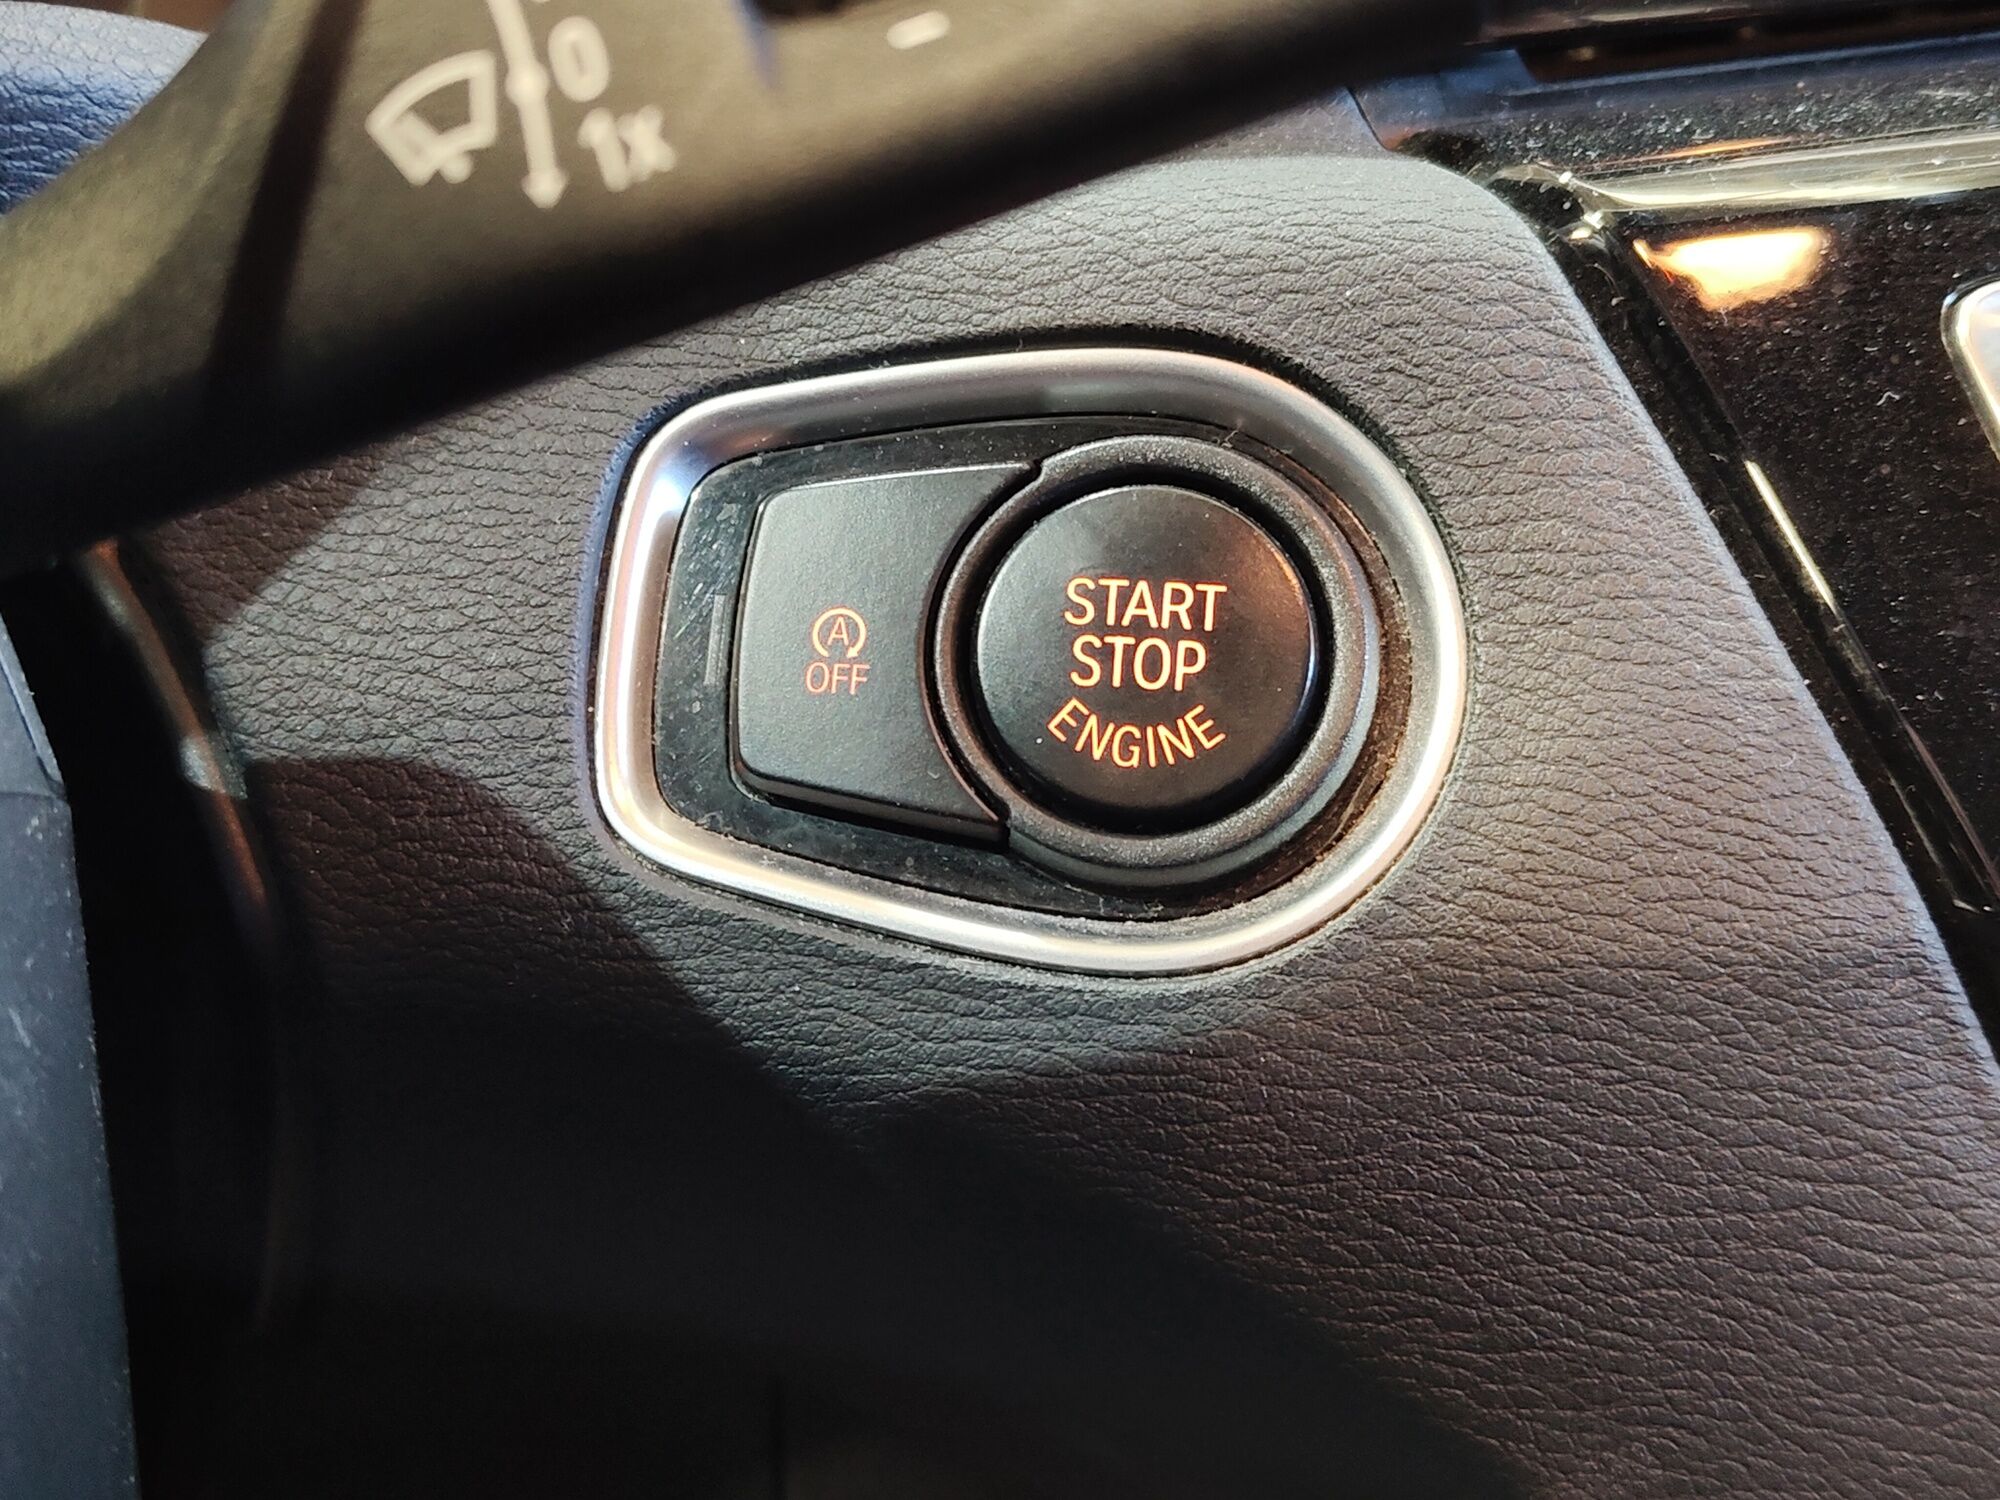 0
1x
A
OFF
START
STOP
ENGINE